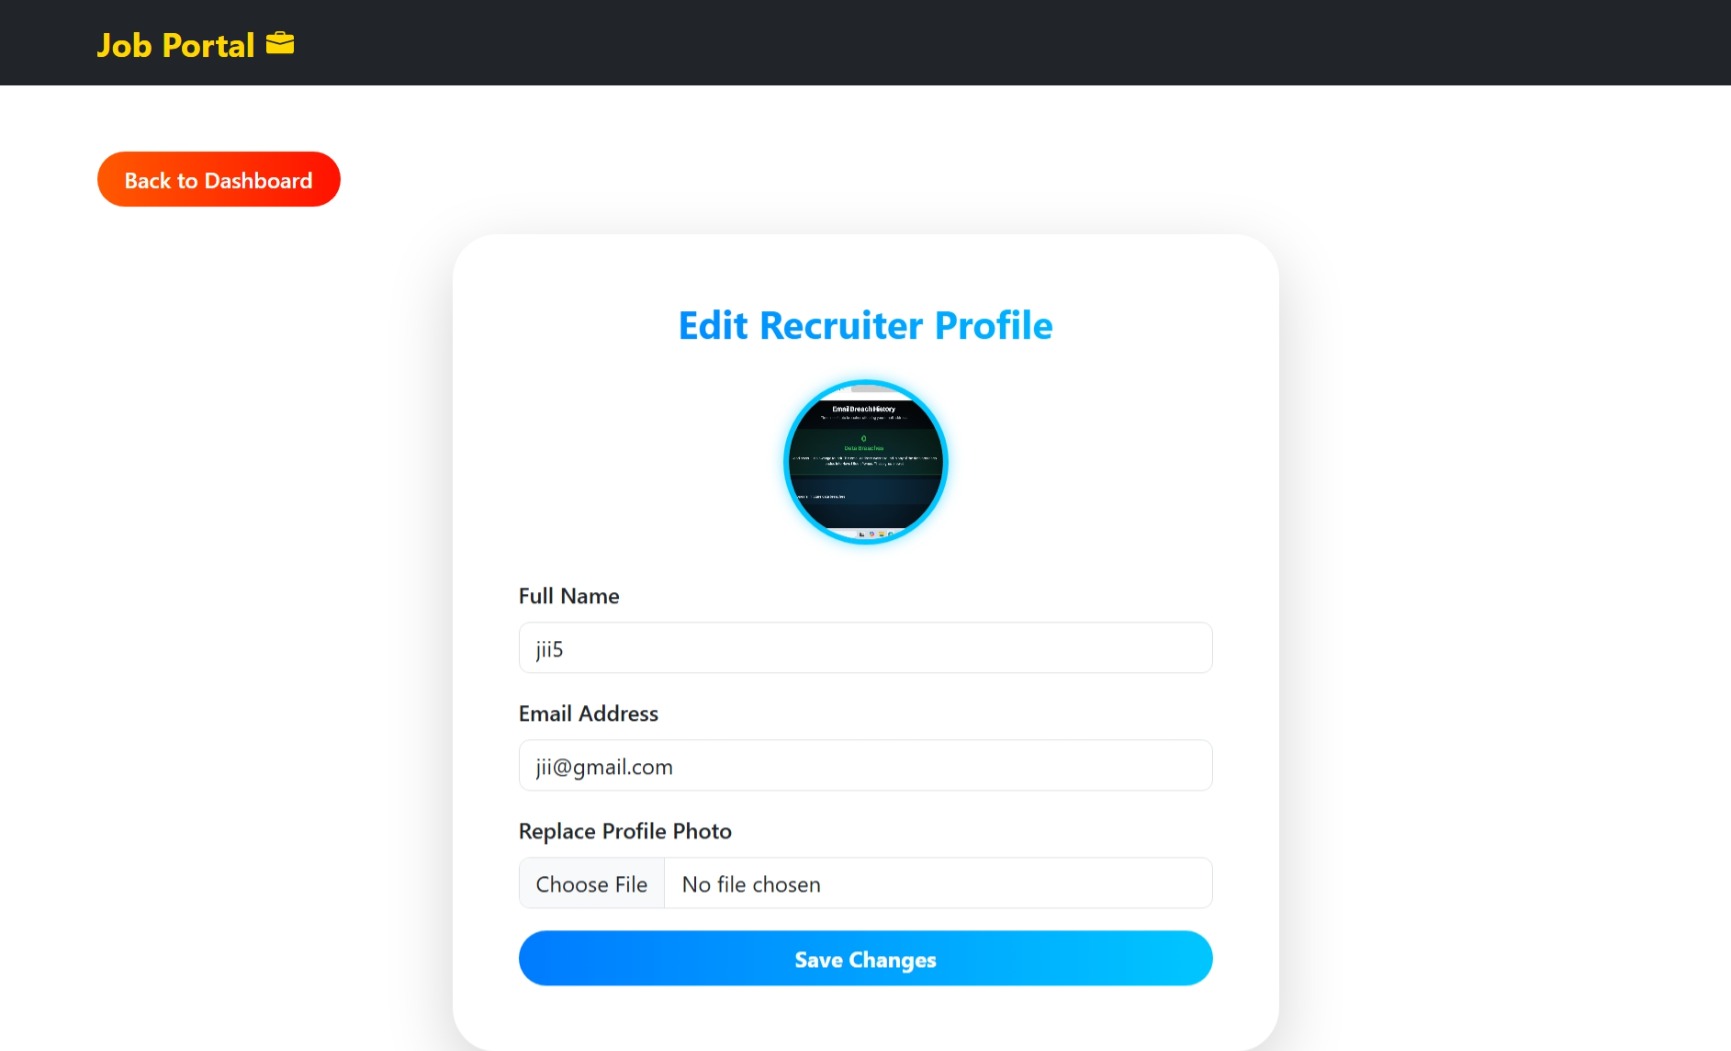 Job Portal
Back to Dashboard
Edit Recruiter Profile
Email Breach History
0
Data Breaches
Full Name
jii5
Email Address
jii@gmail.com
Replace Profile Photo
Choose File No file chosen
Save Changes